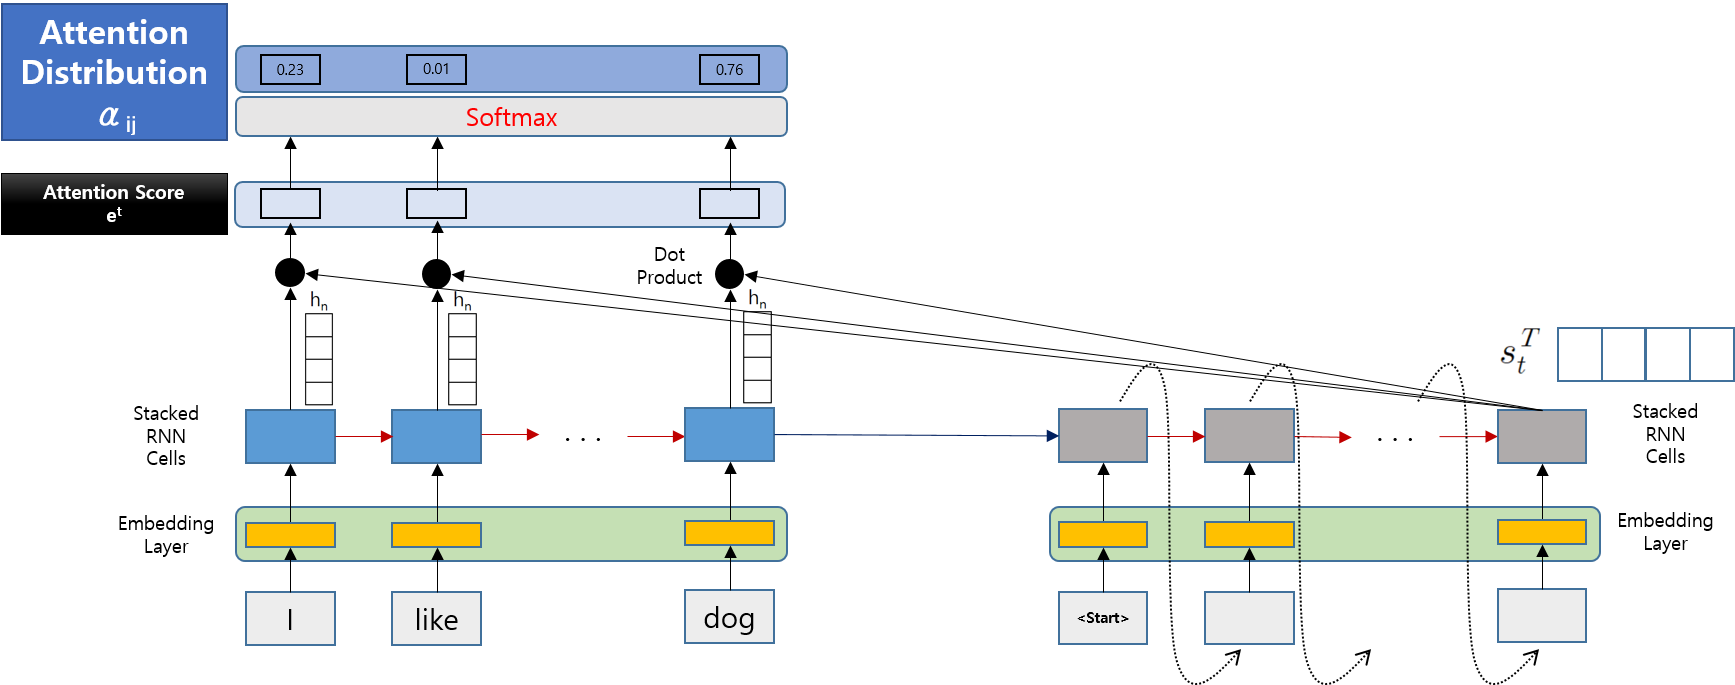 Attention
Distribution
α ij
0.23
0.01
0.76
Softmax
Attention Score
e^t
Dot
Product
h_n
h_n
h_n
s_t^T
Stacked
RNN
Cells
. . .
. . .
Stacked
RNN
Cells
Embedding
Layer
Embedding
Layer
I
like
dog
<Start>